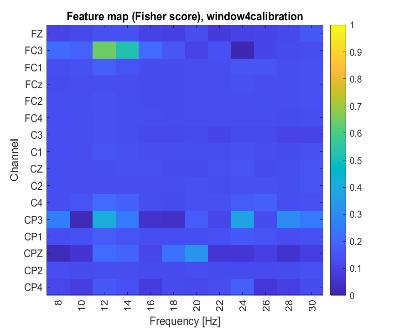 Feature map (Fisher score), window4calibration
FZ
FC3
FC1
FCz
FC2
FC4
C3
C1
CZ
C2
C4
CP3
CP1
CPZ
CP2
CP4
Channel
8 10 12 14 16 18 20 22 24 26 28 30
Frequency [Hz]
1
0.9
0.8
0.7
0.6
0.5
0.4
0.3
0.2
0.1
0